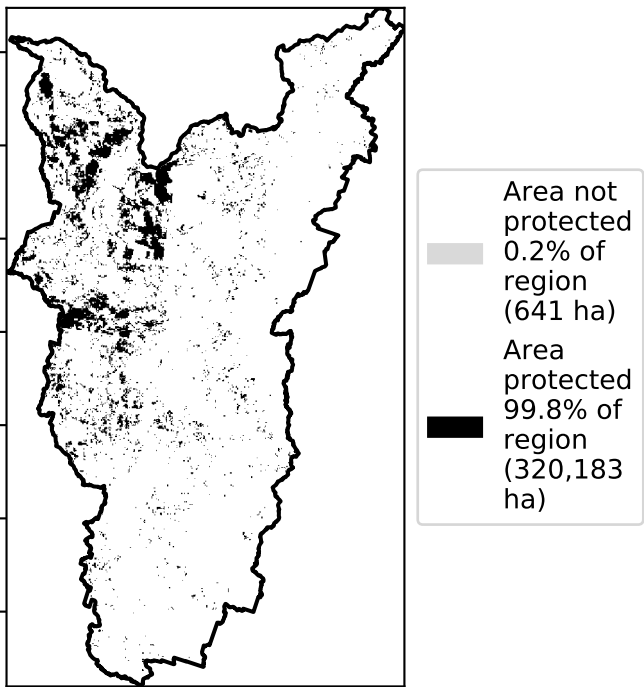 Area not
protected
0.2% of
region
(641 ha)
Area
protected
99.8% of
region
(320,183
ha)